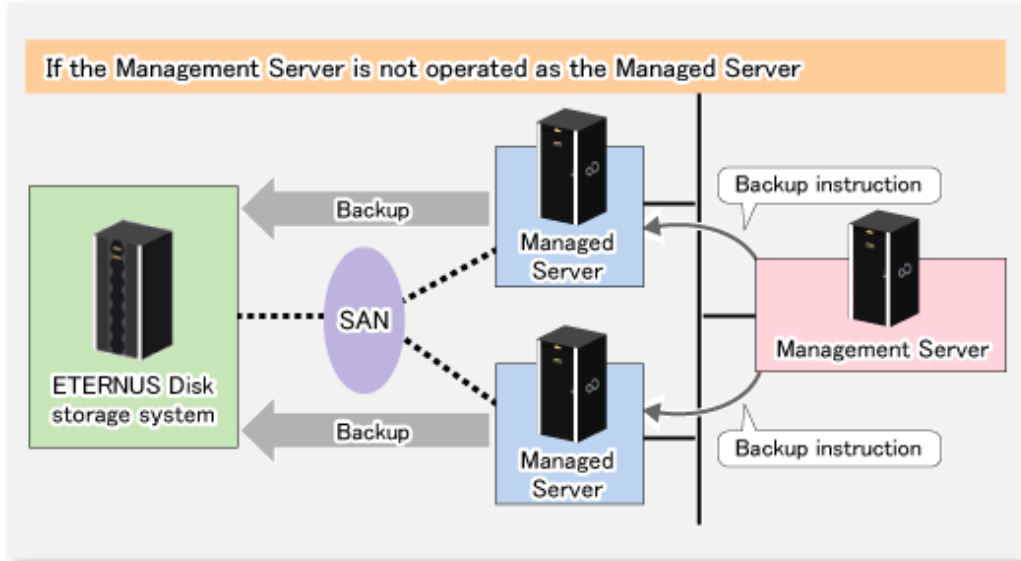 If the Management Server is not operated as the Managed Server
Backup instruction
Backup
Managed
Server
SAN
Management Server
ETERNUS Disk
storage system
Backup
Managed
Server
Backup instruction